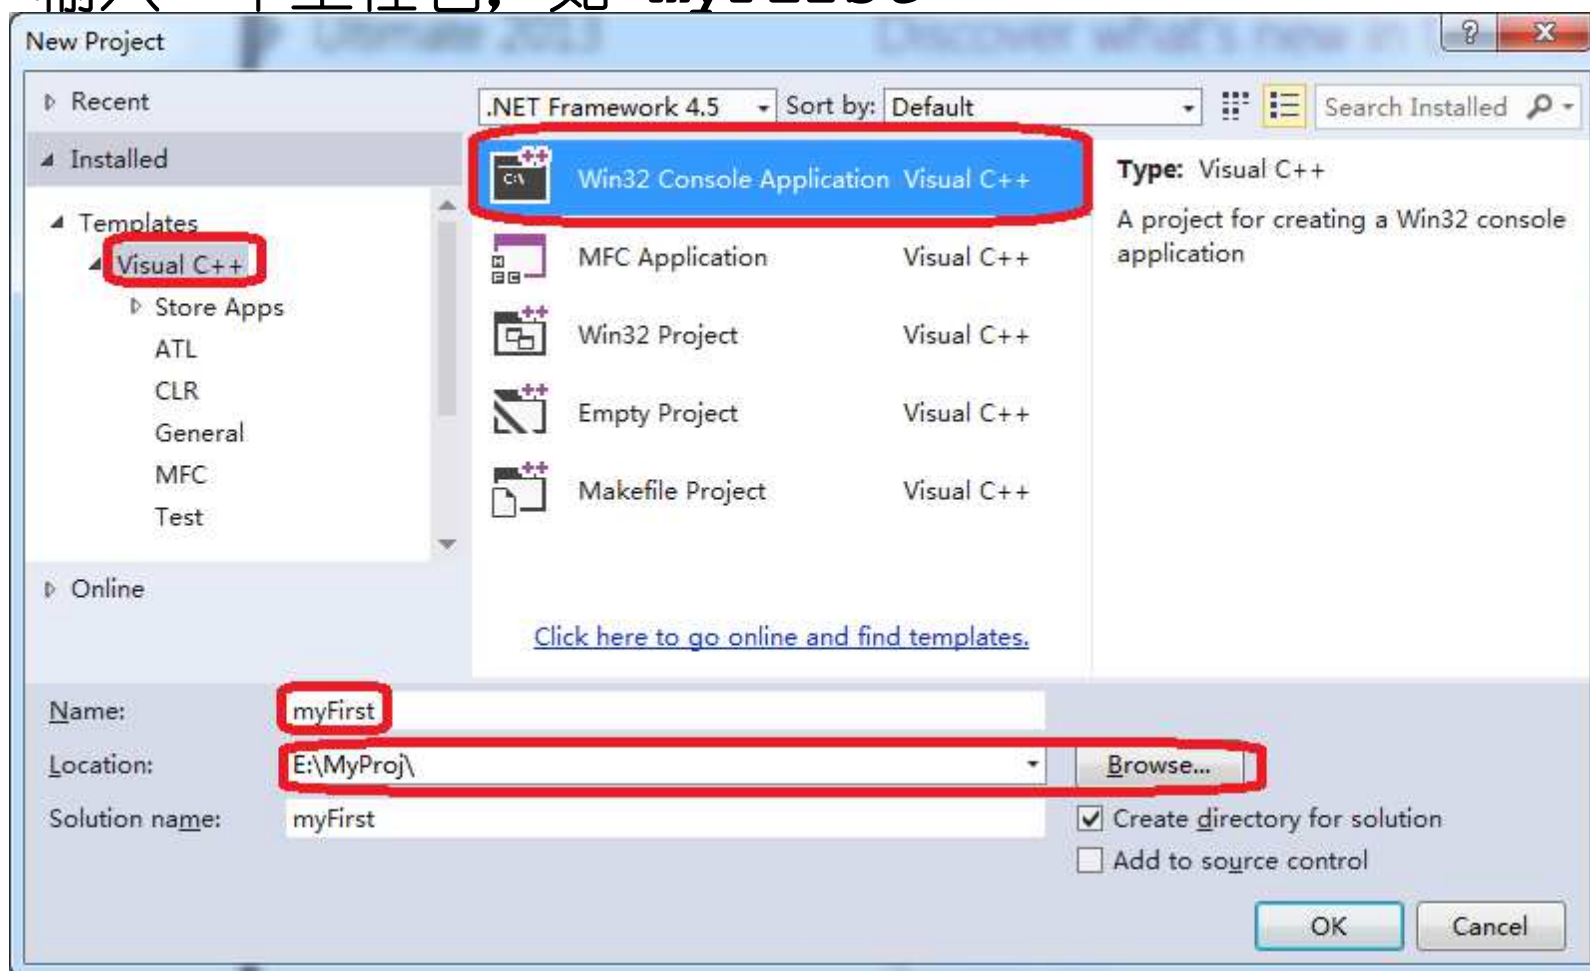 New Project
Recent
.NET Framework 4.5 Sort by: Default Search Installed
Installed
Templates
Visual C++
Store Apps
ATL
CLR
General
MFC
Test
Online
Win32 Console Application Visual C++
MFC Application Visual C++
Win32 Project Visual C++
Empty Project Visual C++
Makefile Project Visual C++
Click here to go online and find templates.
Type: Visual C++
A project for creating a Win32 console
application
Name: myFirst
Location: E:\MyProj\ Browse...
Solution name: myFirst
Create directory for solution
Add to source control
OK Cancel